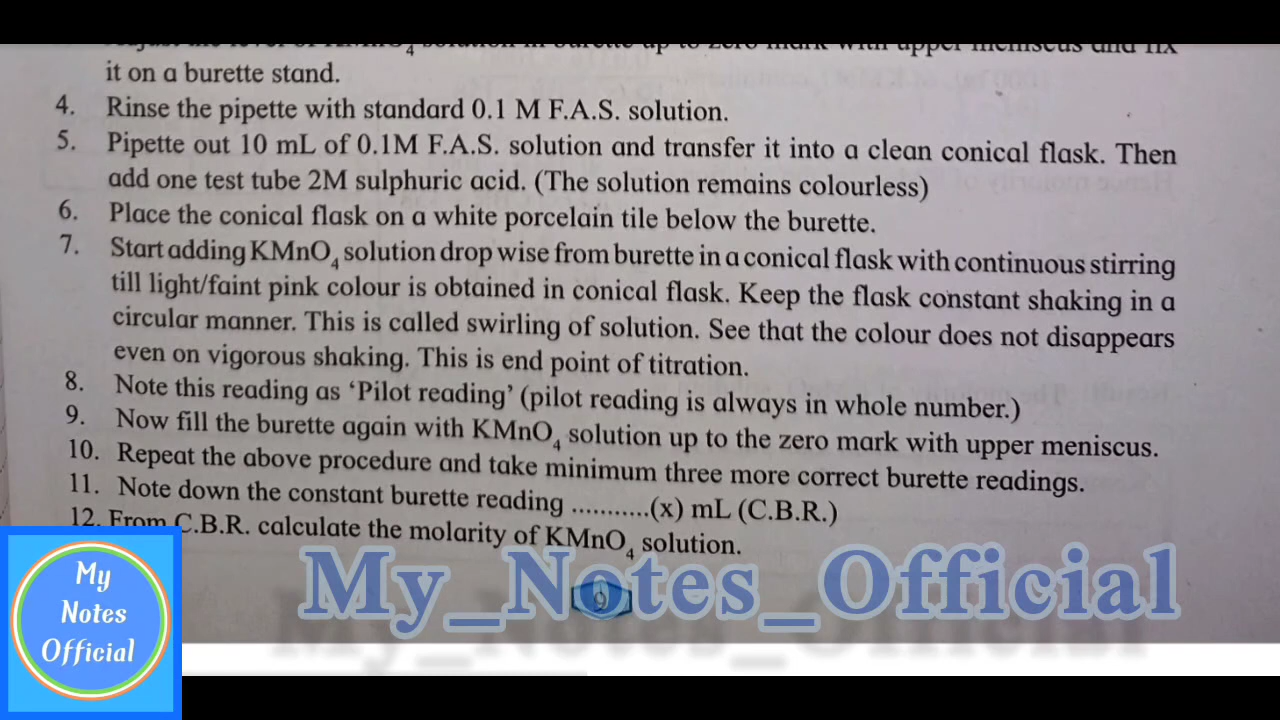 it on a burette stand.
4. Rinse the pipette with standard 0.1 M F.A.S. solution.
5. Pipette out 10 mL of 0.1M F.A.S. solution and transfer it into a clean conical flask. Then
add one test tube 2M sulphuric acid. (The solution remains colourless)
6. Place the conical flask on a white porcelain tile below the burette.
7. Start adding KMnO₄ solution drop wise from burette in a conical flask with continuous stirring
till light/faint pink colour is obtained in conical flask. Keep the flask constant shaking in a
circular manner. This is called swirling of solution. See that the colour does not disappears
even on vigorous shaking. This is end point of titration.
8. Note this reading as ‘Pilot reading’ (pilot reading is always in whole number.)
9. Now fill the burette again with KMnO₄ solution up to the zero mark with upper meniscus.
10. Repeat the above procedure and take minimum three more correct burette readings.
11. Note down the constant burette reading ...........(x) mL (C.B.R.)
12. From C.B.R. calculate the molarity of KMnO₄ solution.
My_Notes_Official
9
My
Notes
Official